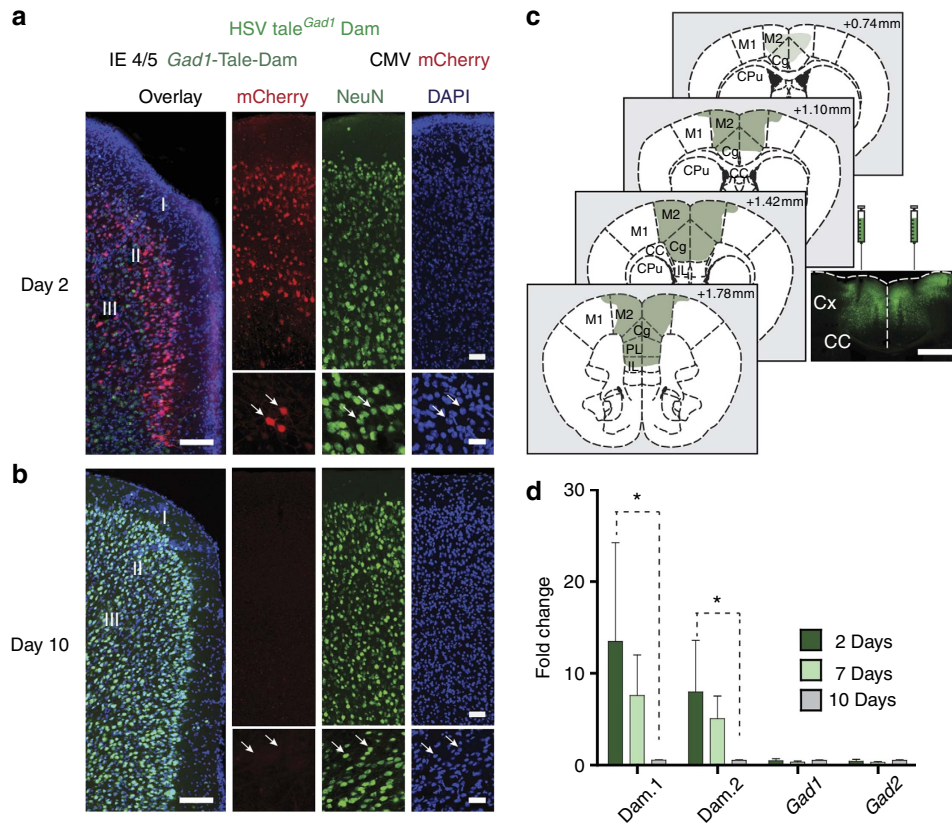 a
HSV tale^Gad1 Dam
IE 4/5 Gad1-Tale-Dam CMV mCherry
Overlay mCherry NeuN DAPI
Day 2
I
II
III
b
Day 10
I
II
III
c
+0.74mm
M1 M2
Cg
CPu
+1.10mm
M1 M2
Cg
CPu CC
+1.42mm
M2
M1
Cg
CC
CPu IL
+1.78mm
M1 M2
Cg
PL
IL
Cx
CC
d
Fold change
30
20
10
0
*
*
2 Days
7 Days
10 Days
Dam.1 Dam.2 Gad1 Gad2